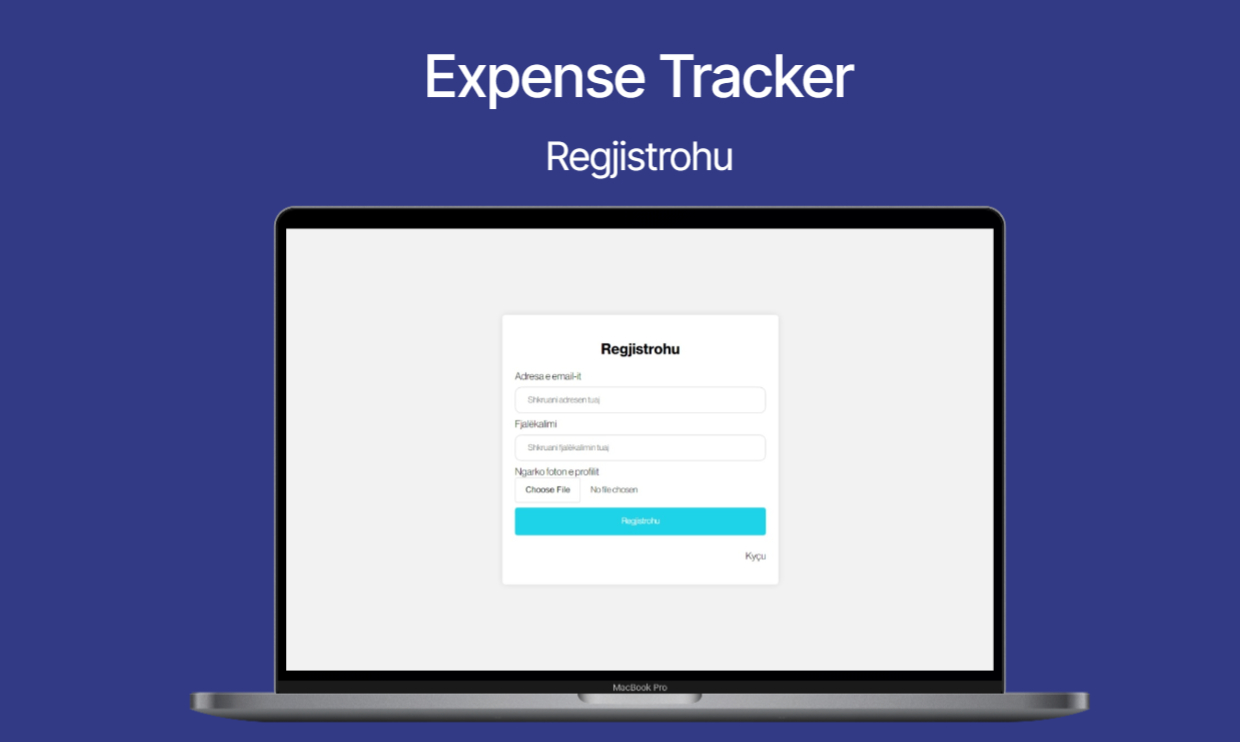 Expense Tracker
Regjistrohu
Regjistrohu
Adresa e email-it
Shkruani adresen tuaj
Fjalëkalimi
Shkruani fjalëkalimin tuaj
Ngarko foton e profilit
Choose File No file chosen
Regjistrohu
Kyçu
MacBook Pro